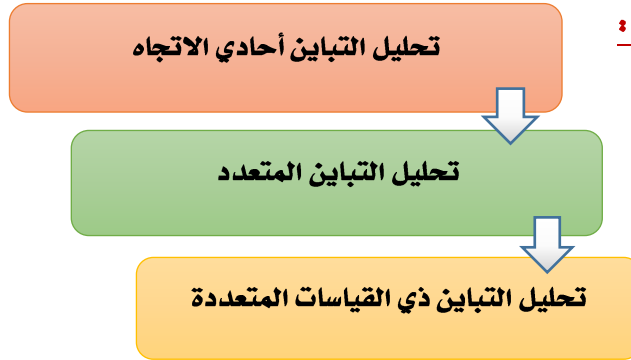 تحليل التباين أحادي الاتجاه
تحليل التباين المتعدد
تحليل التباين ذي القياسات المتعددة